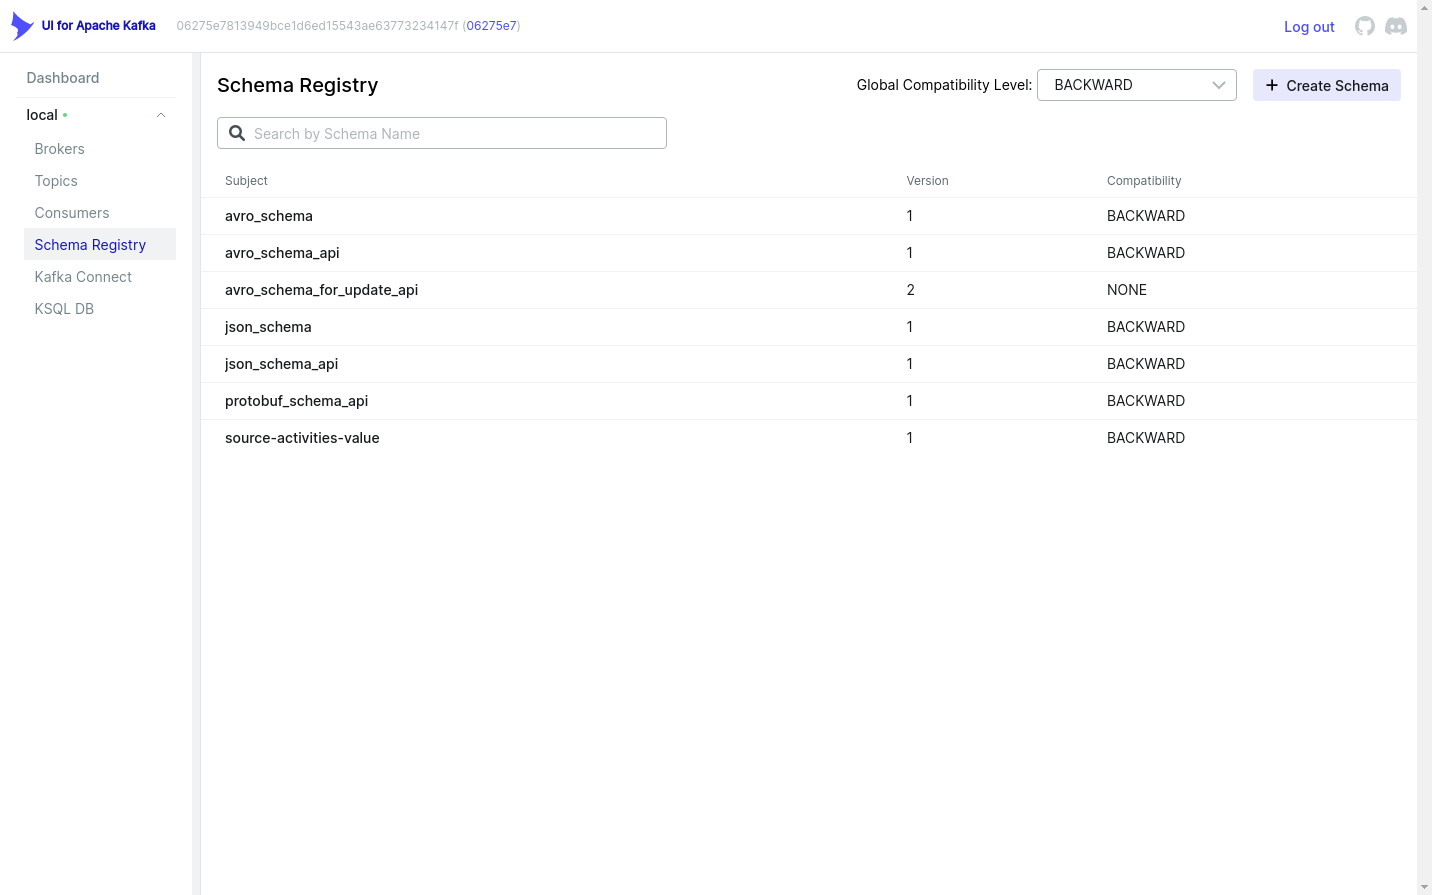 UI for Apache Kafka
06275e7813949bce1d6ed15543ae63773234147f (06275e7)
Log out
Dashboard
local
Brokers
Topics
Consumers
Schema Registry
Kafka Connect
KSQL DB
Schema Registry
Global Compatibility Level: BACKWARD
Create Schema
Search by Schema Name
Subject Version Compatibility
avro_schema 1 BACKWARD
avro_schema_api 1 BACKWARD
avro_schema_for_update_api 2 NONE
json_schema 1 BACKWARD
json_schema_api 1 BACKWARD
protobuf_schema_api 1 BACKWARD
source-activities-value 1 BACKWARD